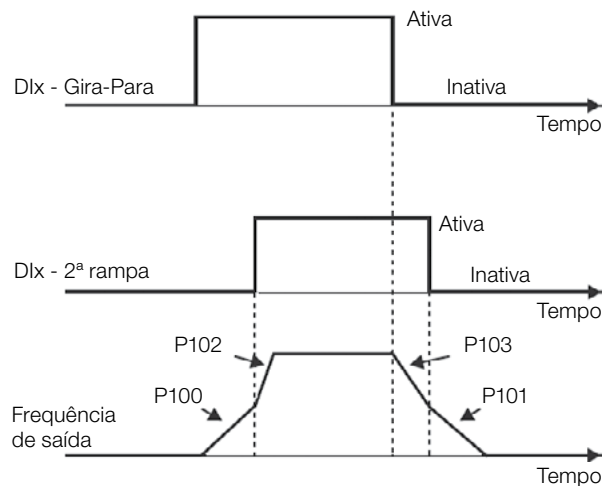 Ativa
DIx - Gira-Para
Inativa
Tempo
Ativa
DIx - 2ª rampa
Inativa
Tempo
P102
P103
P100
P101
Frequência
de saída
Tempo